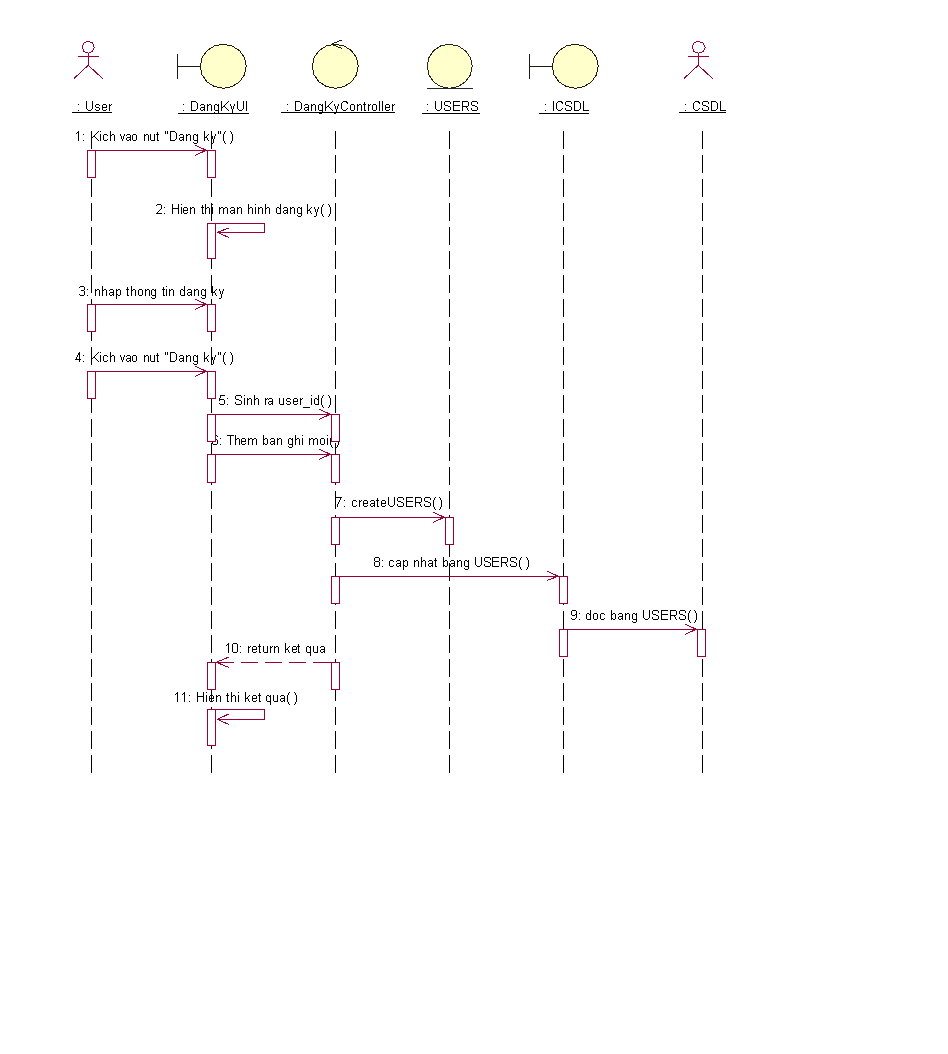 : User
: DangKyUI
: DangKyController
: USERS
: ICSDL
: CSDL
1: Kich vao nut "Dang ky"( )
2: Hien thi man hinh dang ky( )
3: nhap thong tin dang ky
4: Kich vao nut "Dang ky"( )
5: Sinh ra user_id( )
6: Them ban ghi moi( )
7: createUSERS( )
8: cap nhat bang USERS( )
9: doc bang USERS( )
10: return ket qua
11: Hien thi ket qua( )